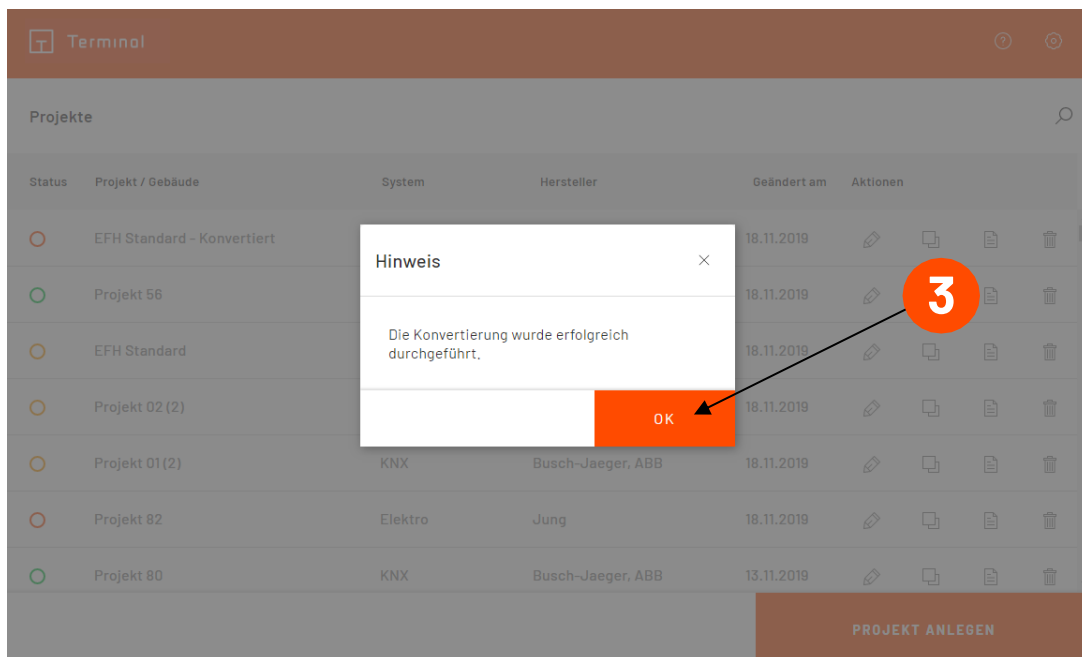 T Terminal
?
Projekte
Status Projekt / Gebäude System Hersteller Geändert am Aktionen
EFH Standard - Konvertiert 18.11.2019
Hinweis
Projekt 56 18.11.2019
3
Die Konvertierung wurde erfolgreich
durchgeführt.
EFH Standard 18.11.2019
Projekt 02 (2) 18.11.2019
OK
Projekt 01 (2) KNX Busch-Jaeger, ABB 18.11.2019
Projekt 82 Elektro Jung 18.11.2019
Projekt 80 KNX Busch-Jaeger, ABB 13.11.2019
PROJEKT ANLEGEN